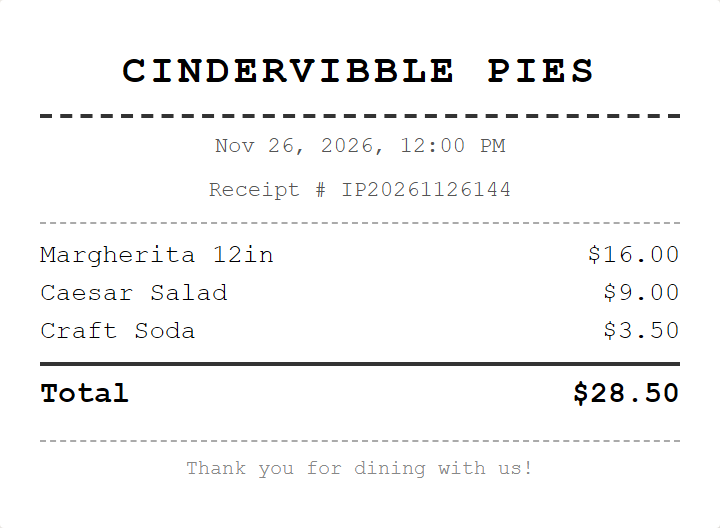 CINDERVIBBLE PIES
Nov 26, 2026, 12:00 PM
Receipt # IP20261126144
Margherita 12in $16.00
Caesar Salad $9.00
Craft Soda $3.50
Total $28.50
Thank you for dining with us!